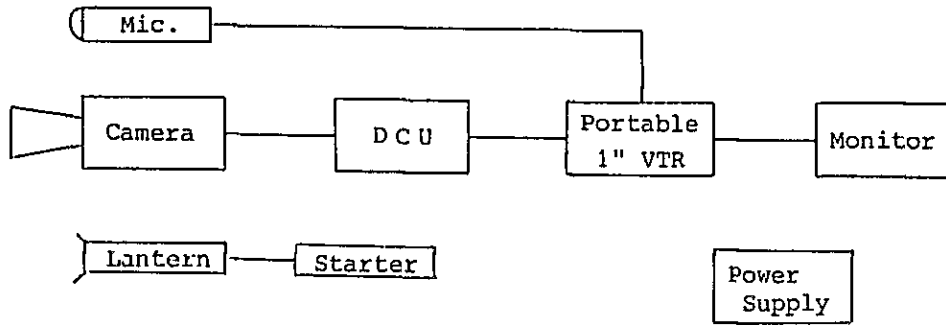 Mic.
Camera
D C U
Portable
1" VTR
Monitor
Lantern
Starter
Power
Supply